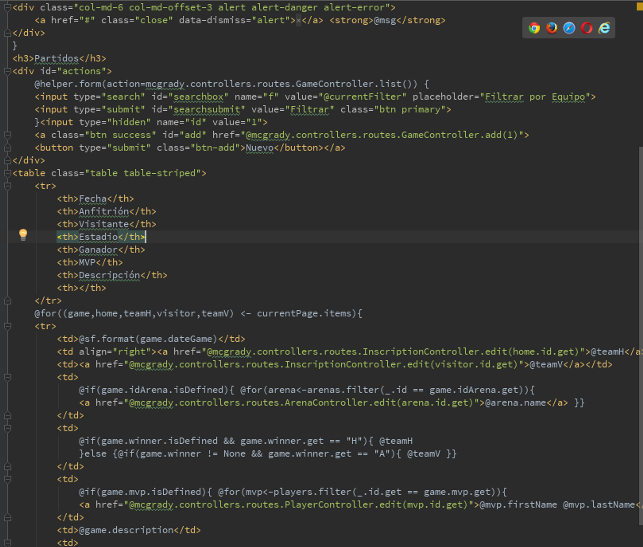 <div class="col-md-6 col-md-offset-3 alert alert-danger alert-error">
<a href="#" class="close" data-dismiss="alert">×</a> <strong>@msg</strong>
</div>
}
<h3>Partidos</h3>
<div id="actions">
@helper.form(action=mcgrady.controllers.routes.GameController.list()) {
<input type="search" id="searchbox" name="f" value="@currentFilter" placeholder="Filtrar por Equipo">
<input type="submit" id="searchsubmit" value="Filtrar" class="btn primary">
}<input type="hidden" name="id" value="1">
<a class="btn success" id="add" href="@mcgrady.controllers.routes.GameController.add(1)">
<button type="submit" class="btn-add">Nuevo</button></a>
</div>
<table class="table table-striped">
<tr>
<th>Fecha</th>
<th>Anfitrión</th>
<th>Visitante</th>
<th>Estadio</th>
<th>Ganador</th>
<th>MVP</th>
<th>Descripción</th>
<th></th>
</tr>
@for((game,home,teamH,visitor,teamV) <- currentPage.items){
<tr>
<td>@sf.format(game.dateGame)</td>
<td align="right"><a href="@mcgrady.controllers.routes.InscriptionController.edit(home.id.get)">@teamH</a>
<td><a href="@mcgrady.controllers.routes.InscriptionController.edit(visitor.id.get)">@teamV</a></td>
<td>
@if(game.idArena.isDefined){ @for(arena<-arenas.filter(_.id == game.idArena.get)){
<a href="@mcgrady.controllers.routes.ArenaController.edit(arena.id.get)">@arena.name</a> }}
</td>
<td>
@if(game.winner.isDefined && game.winner.get == "H"){ @teamH
}else {@if(game.winner != None && game.winner.get == "A"){ @teamV }}
</td>
<td>
@if(game.mvp.isDefined){ @for(mvp<-players.filter(_.id.get == game.mvp.get)){
<a href="@mcgrady.controllers.routes.PlayerController.edit(mvp.id.get)">@mvp.firstName @mvp.lastName<
</td>
<td>@game.description</td>
<td>